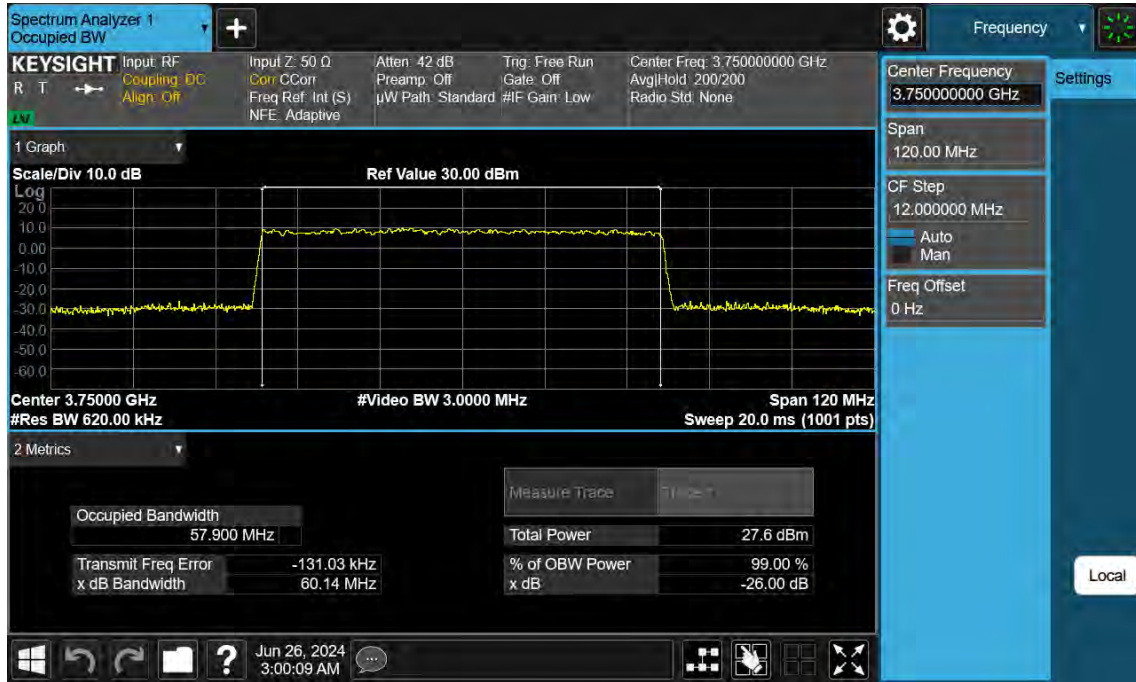 Spectrum Analyzer 1
Occupied BW
+
Frequency
KEYSIGHT
R T
LXI
Input: RF
Coupling: DC
Align: Off
Input Z: 50 Ω
Corr CCorr
Freq Ref: Int (S)
NFE: Adaptive
Atten: 42 dB
Preamp: Off
µW Path: Standard
Trig: Free Run
Gate: Off
#IF Gain: Low
Center Freq: 3.750000000 GHz
Avg|Hold: 200/200
Radio Std: None
Center Frequency
3.750000000 GHz
Settings
Span
120.00 MHz
CF Step
12.000000 MHz
Auto
Man
Freq Offset
0 Hz
Local
1 Graph
Scale/Div 10.0 dB
Ref Value 30.00 dBm
Log
20.0
10.0
0.00
-10.0
-20.0
-30.0
-40.0
-50.0
-60.0
Center 3.75000 GHz
#Video BW 3.0000 MHz
Span 120 MHz
#Res BW 620.00 kHz
Sweep 20.0 ms (1001 pts)
2 Metrics
Measure Trace
Trace 1
Occupied Bandwidth
57.900 MHz
Total Power 27.6 dBm
Transmit Freq Error -131.03 kHz
% of OBW Power 99.00 %
x dB Bandwidth 60.14 MHz
x dB -26.00 dB
?
Jun 26, 2024
3:00:09 AM